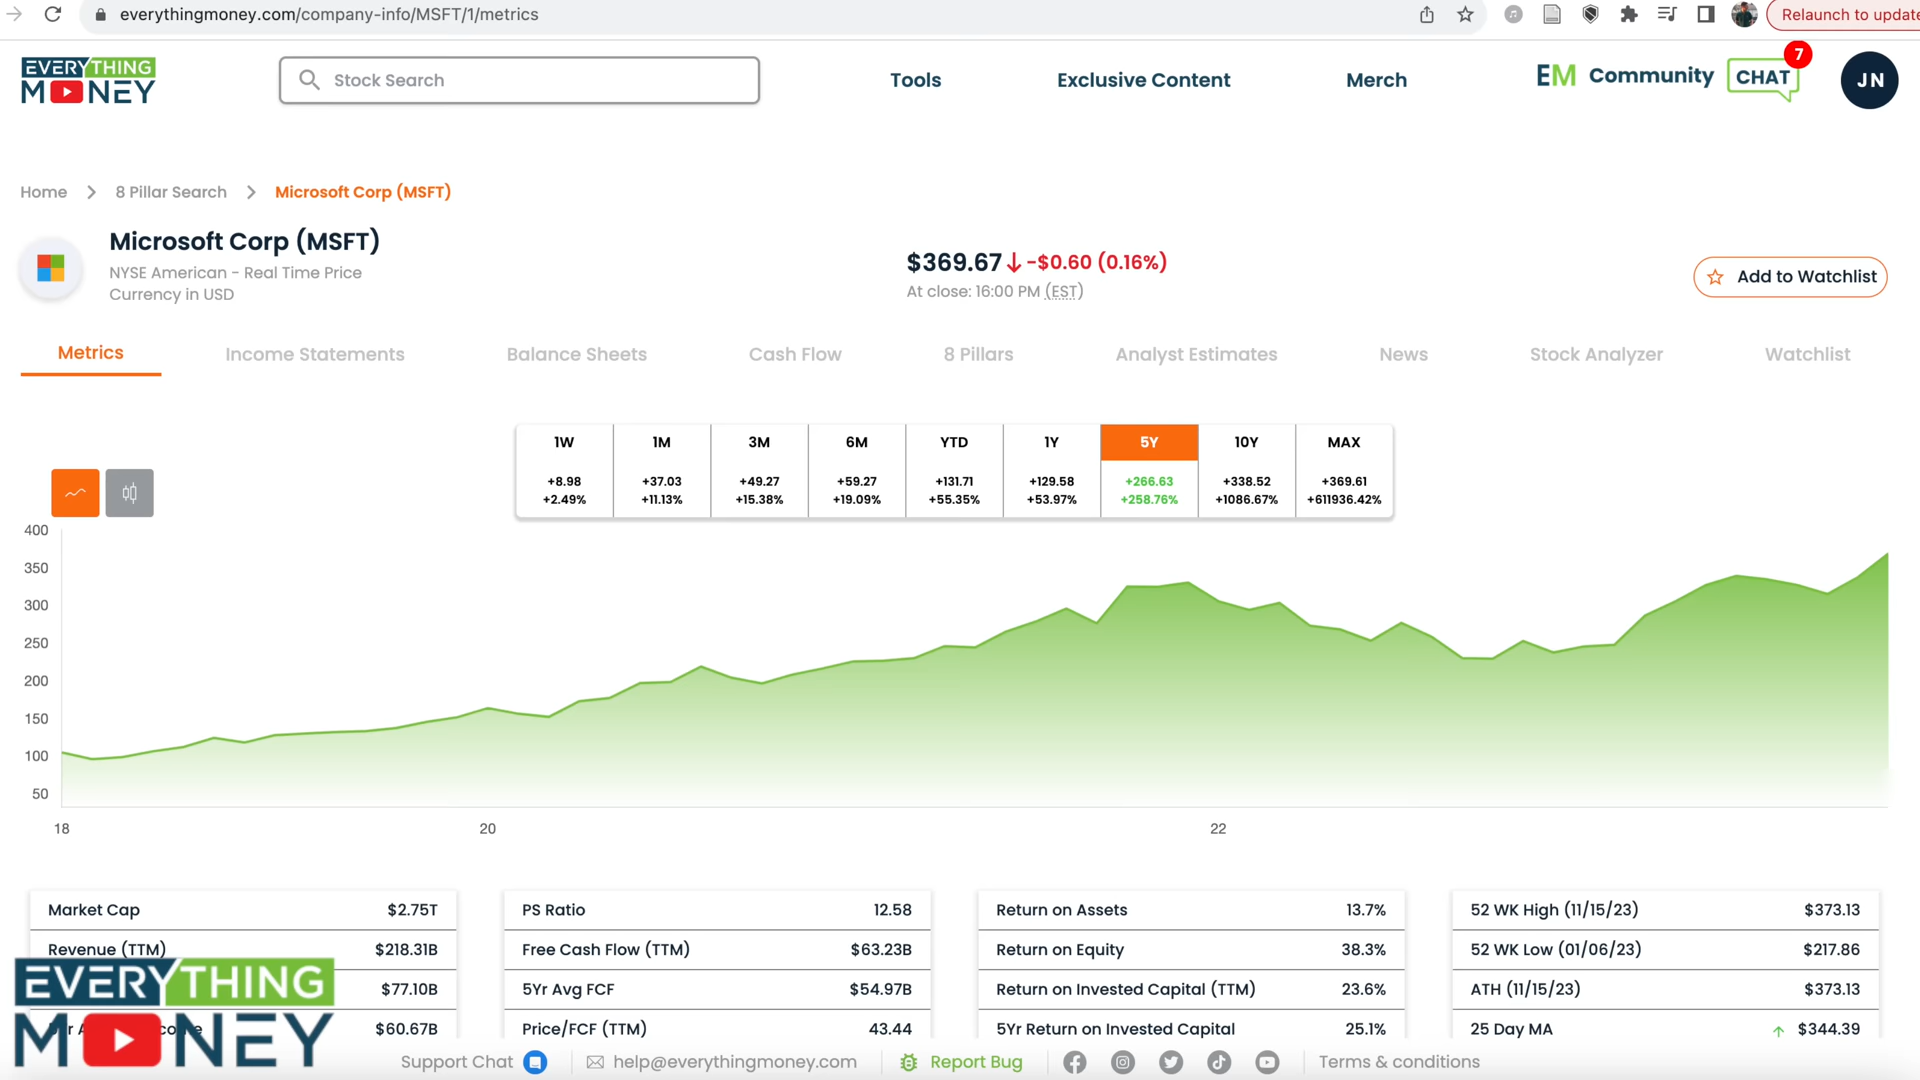 everythingmoney.com/company-info/MSFT/1/metrics
Relaunch to update
EVERYTHING
MONEY
Stock Search
Tools
Exclusive Content
Merch
EM Community
CHAT
7
JN
Home > 8 Pillar Search > Microsoft Corp (MSFT)
Microsoft Corp (MSFT)
NYSE American - Real Time Price
Currency in USD
$369.67 ↓ -$0.60 (0.16%)
At close: 16:00 PM (EST)
Add to Watchlist
Metrics
Income Statements
Balance Sheets
Cash Flow
8 Pillars
Analyst Estimates
News
Stock Analyzer
Watchlist
1W 1M 3M 6M YTD 1Y 5Y 10Y MAX
+8.98 +37.03 +49.27 +59.27 +131.71 +129.58 +266.63 +338.52 +369.61
+2.49% +11.13% +15.38% +19.09% +55.35% +53.97% +258.76% +1086.67% +611936.42%
400
350
300
250
200
150
100
50
18 20 22
Market Cap $2.75T
Revenue (TTM) $218.31B
$77.10B
$60.67B
PS Ratio 12.58
Free Cash Flow (TTM) $63.23B
5Yr Avg FCF $54.97B
Price/FCF (TTM) 43.44
Return on Assets 13.7%
Return on Equity 38.3%
Return on Invested Capital (TTM) 23.6%
5Yr Return on Invested Capital 25.1%
52 WK High (11/15/23) $373.13
52 WK Low (01/06/23) $217.86
ATH (11/15/23) $373.13
25 Day MA ↑ $344.39
EVERYTHING
MONEY
Support Chat
help@everythingmoney.com
Report Bug
Terms & conditions